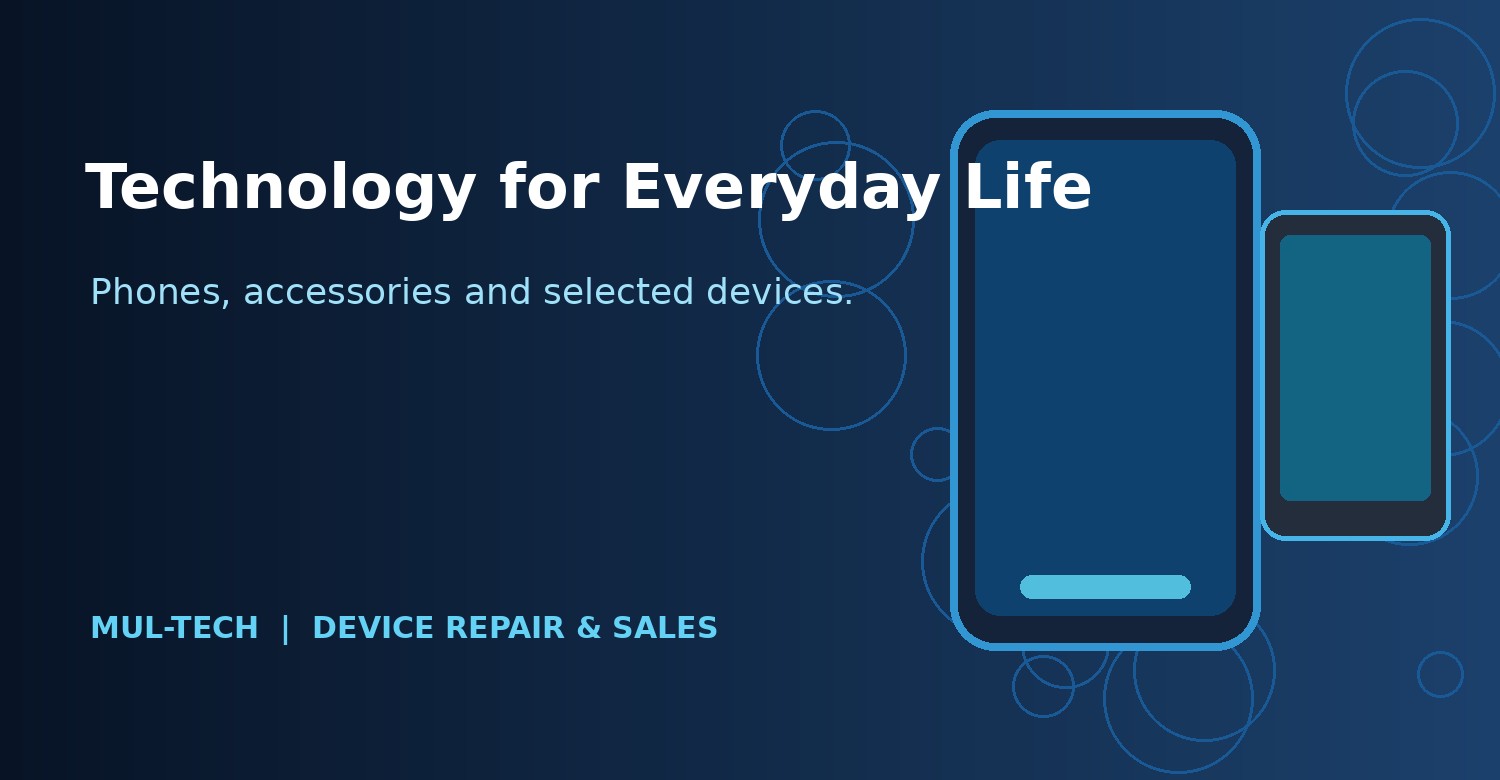 Technology for Everyday Life
Phones, accessories and selected devices.
MUL-TECH | DEVICE REPAIR & SALES